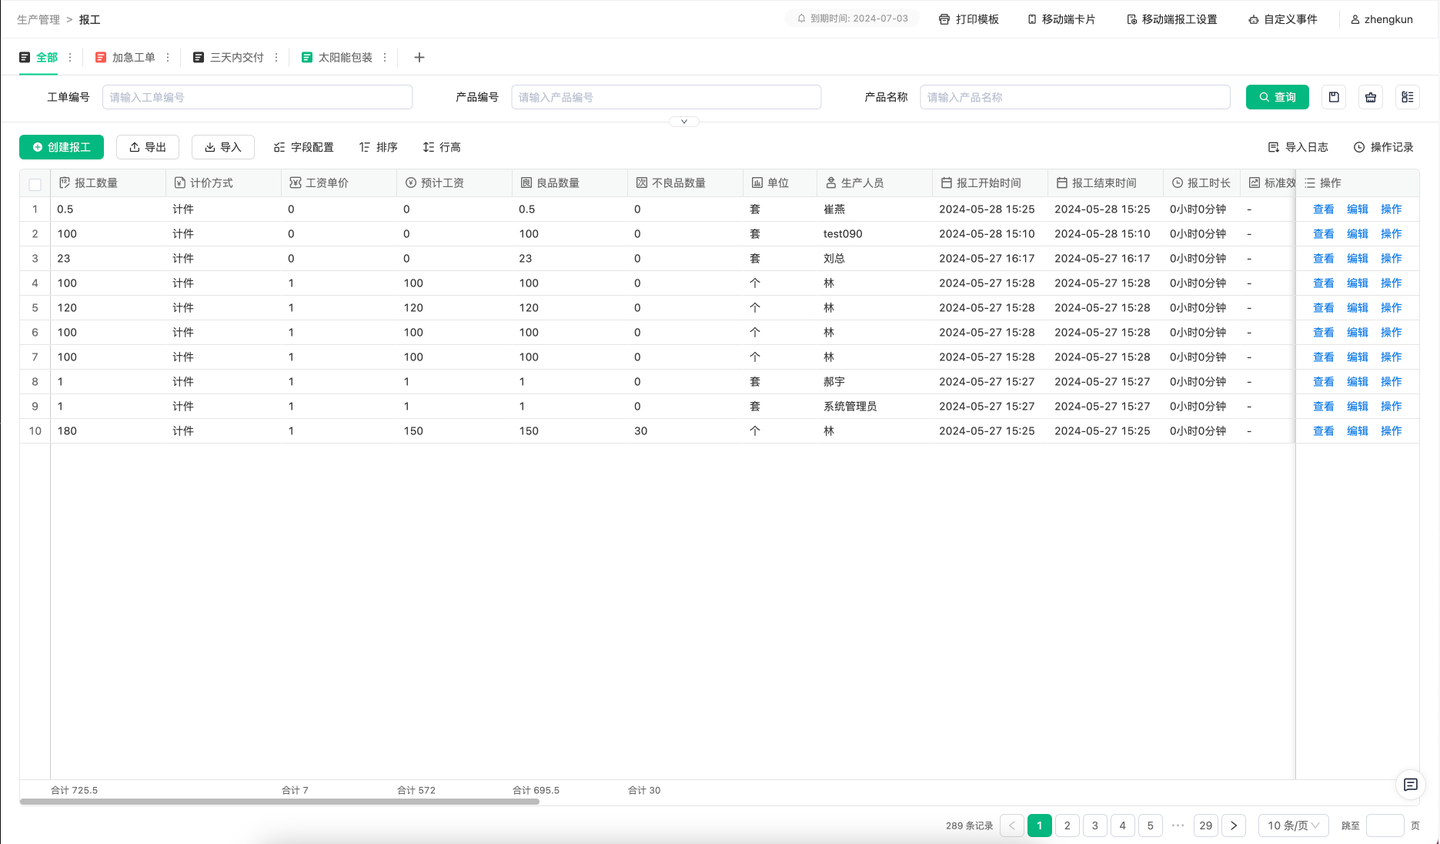 生产管理 > 报工 到期时间: 2024-07-03 打印模板 移动端卡片 移动端报工设置 自定义事件 zhengkun
全部 加急工单 三天内交付 太阳能包装
工单编号 请输入工单编号 产品编号 请输入产品编号 产品名称 请输入产品名称 查询
创建报工 导出 导入 字段配置 排序 行高 导入日志 操作记录
报工数量 计价方式 工资单价 预计工资 良品数量 不良品数量 单位 生产人员 报工开始时间 报工结束时间 报工时长 标准效 操作
1 0.5 计件 0 0 0.5 0 套 崔燕 2024-05-28 15:25 2024-05-28 15:25 0小时0分钟 - 查看 编辑 操作
2 100 计件 0 0 100 0 套 test090 2024-05-28 15:10 2024-05-28 15:10 0小时0分钟 - 查看 编辑 操作
3 23 计件 0 0 23 0 套 刘总 2024-05-27 16:17 2024-05-27 16:17 0小时0分钟 - 查看 编辑 操作
4 100 计件 1 100 100 0 个 林 2024-05-27 15:28 2024-05-27 15:28 0小时0分钟 - 查看 编辑 操作
5 120 计件 1 120 120 0 个 林 2024-05-27 15:28 2024-05-27 15:28 0小时0分钟 - 查看 编辑 操作
6 100 计件 1 100 100 0 个 林 2024-05-27 15:28 2024-05-27 15:28 0小时0分钟 - 查看 编辑 操作
7 100 计件 1 100 100 0 个 林 2024-05-27 15:28 2024-05-27 15:28 0小时0分钟 - 查看 编辑 操作
8 1 计件 1 1 1 0 套 郝宇 2024-05-27 15:27 2024-05-27 15:27 0小时0分钟 - 查看 编辑 操作
9 1 计件 1 1 1 0 套 系统管理员 2024-05-27 15:27 2024-05-27 15:27 0小时0分钟 - 查看 编辑 操作
10 180 计件 1 150 150 30 个 林 2024-05-27 15:25 2024-05-27 15:25 0小时0分钟 - 查看 编辑 操作
合计 725.5 合计 7 合计 572 合计 695.5 合计 30
289 条记录 < 1 2 3 4 5 ••• 29 > 10 条/页 跳至 页